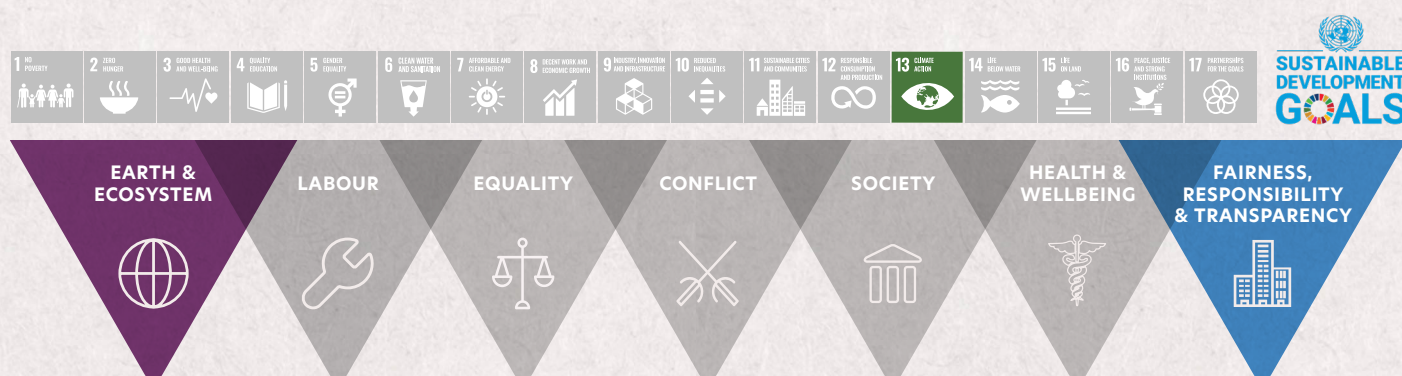 1 NO
POVERTY
2 ZERO
HUNGER
3 GOOD HEALTH
AND WELL-BEING
4 QUALITY
EDUCATION
5 GENDER
EQUALITY
6 CLEAN WATER
AND SANITATION
7 AFFORDABLE AND
CLEAN ENERGY
8 DECENT WORK AND
ECONOMIC GROWTH
9 INDUSTRY, INNOVATION
AND INFRASTRUCTURE
10 REDUCED
INEQUALITIES
11 SUSTAINABLE CITIES
AND COMMUNITIES
12 RESPONSIBLE
CONSUMPTION
AND PRODUCTION
13 CLIMATE
ACTION
14 LIFE
BELOW WATER
15 LIFE
ON LAND
16 PEACE, JUSTICE
AND STRONG
INSTITUTIONS
17 PARTNERSHIPS
FOR THE GOALS
SUSTAINABLE
DEVELOPMENT
GOALS
EARTH &
ECOSYSTEM
LABOUR
EQUALITY
CONFLICT
SOCIETY
HEALTH &
WELLBEING
FAIRNESS,
RESPONSIBILITY
& TRANSPARENCY